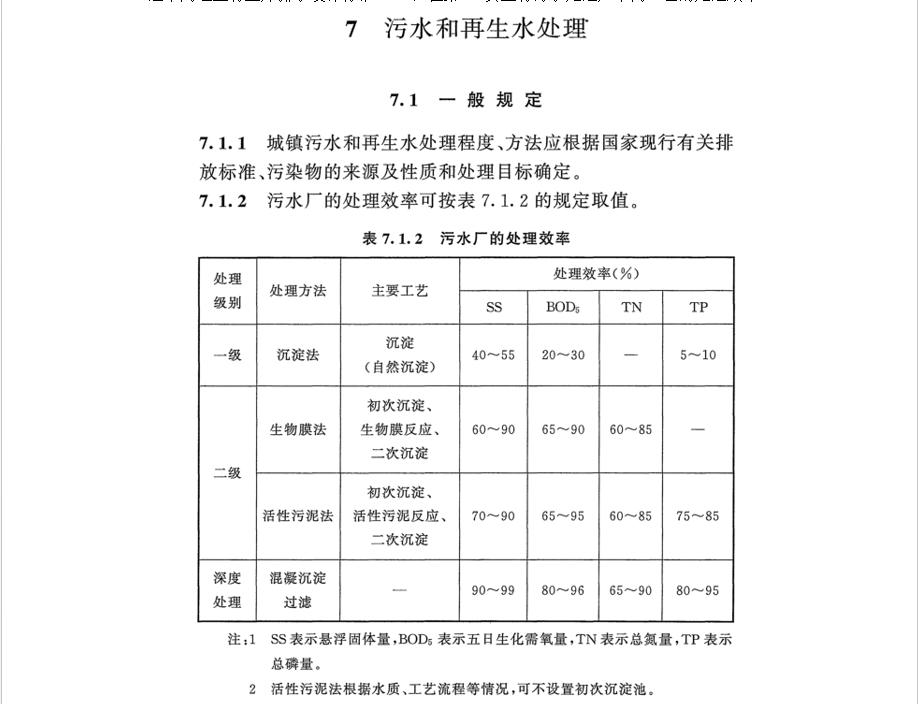 7 污水和再生水处理
7.1 一般规定
7.1.1 城镇污水和再生水处理程度、方法应根据国家现行有关排
放标准、污染物的来源及性质和处理目标确定。
7.1.2 污水厂的处理效率可按表 7.1.2 的规定取值。
表 7.1.2 污水厂的处理效率
处理级别 处理方法 主要工艺 处理效率(%)
SS BOD₅ TN TP
一级 沉淀法 沉淀(自然沉淀) 40～55 20～30 — 5～10
二级 生物膜法 初次沉淀、生物膜反应、二次沉淀 60～90 65～90 60～85 —
活性污泥法 初次沉淀、活性污泥反应、二次沉淀 70～90 65～95 60～85 75～85
深度处理 混凝沉淀过滤 — 90～99 80～96 65～90 80～95
注:1 SS 表示悬浮固体量,BOD₅ 表示五日生化需氧量,TN 表示总氮量,TP 表示
总磷量。
2 活性污泥法根据水质、工艺流程等情况,可不设置初次沉淀池。